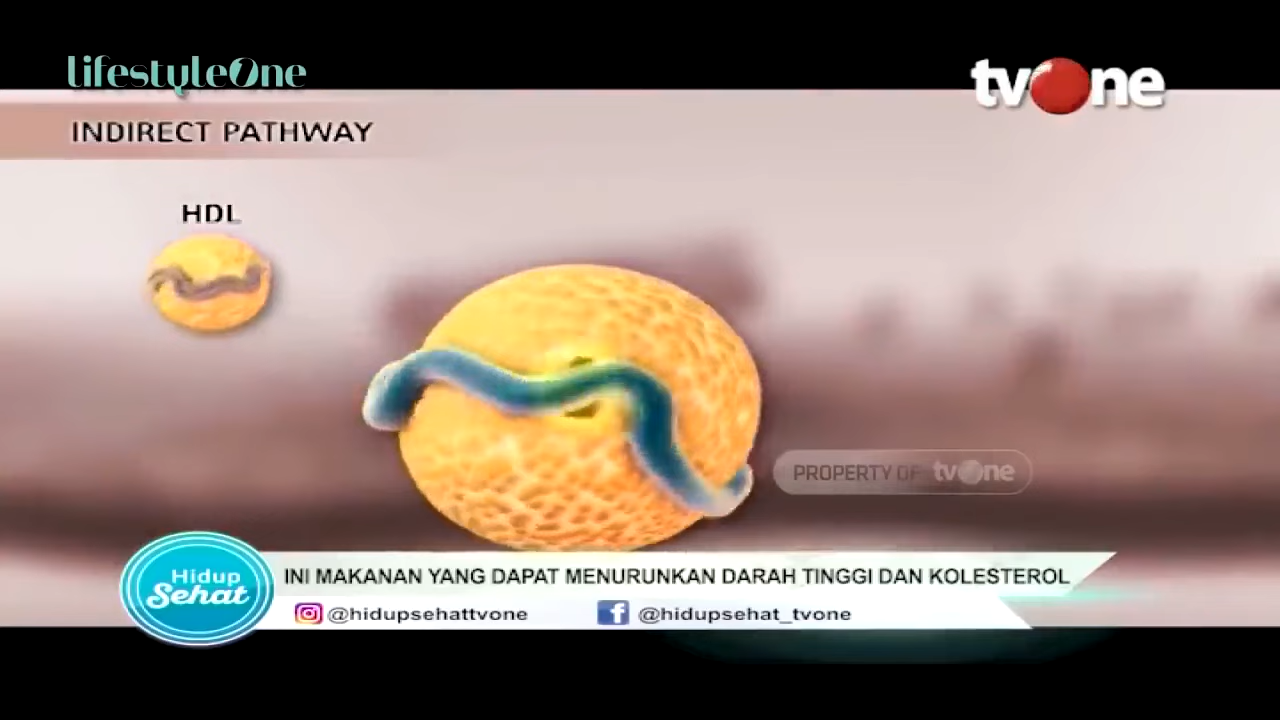 lifestyleOne
tvOne
INDIRECT PATHWAY
HDL
PROPERTY OF tvOne
Hidup
Sehat
INI MAKANAN YANG DAPAT MENURUNKAN DARAH TINGGI DAN KOLESTEROL
@hidupsehattvone
@hidupsehat_tvone